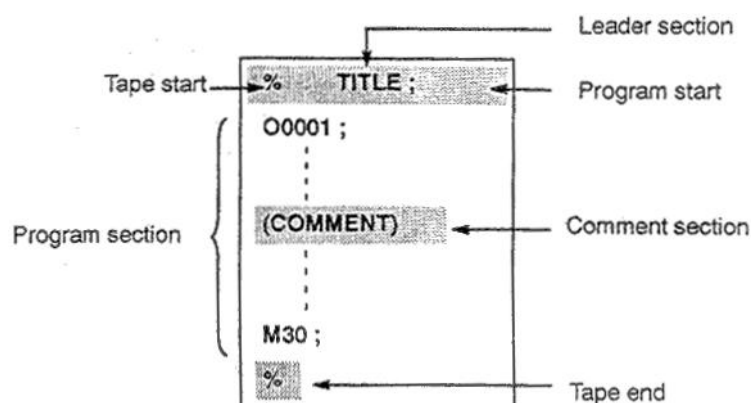 Leader section
Tape start % TITLE ; Program start
O0001 ;
(COMMENT) Comment section
Program section
M30 ;
% Tape end